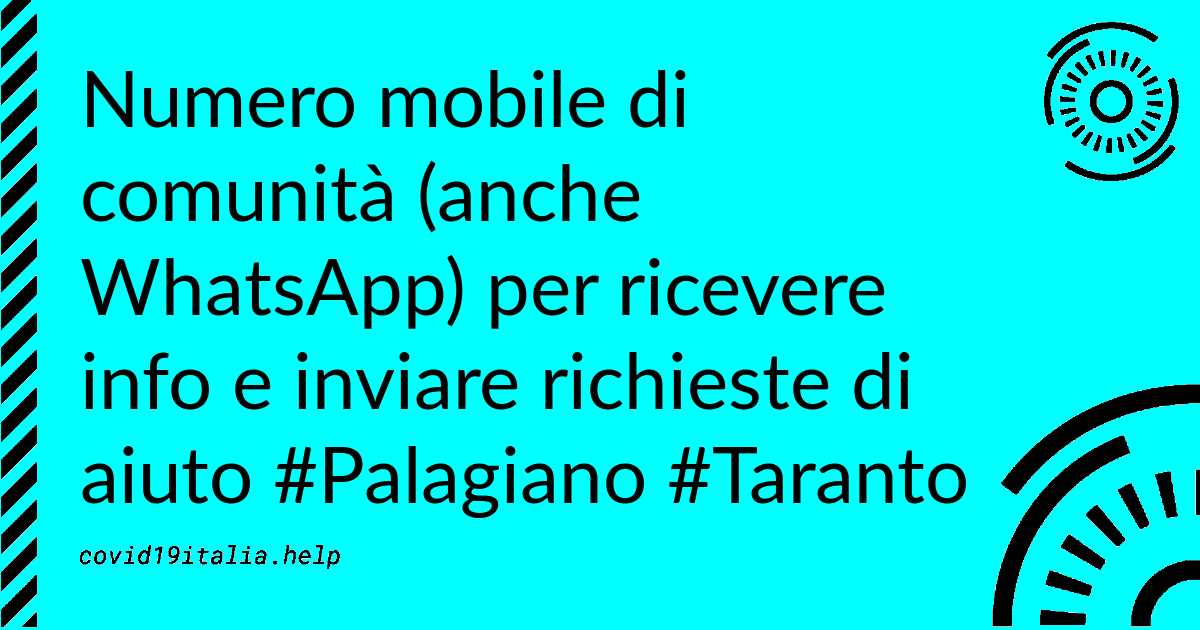 Numero mobile di
comunità (anche
WhatsApp) per ricevere
info e inviare richieste di
aiuto #Palagiano #Taranto
covid19italia.help